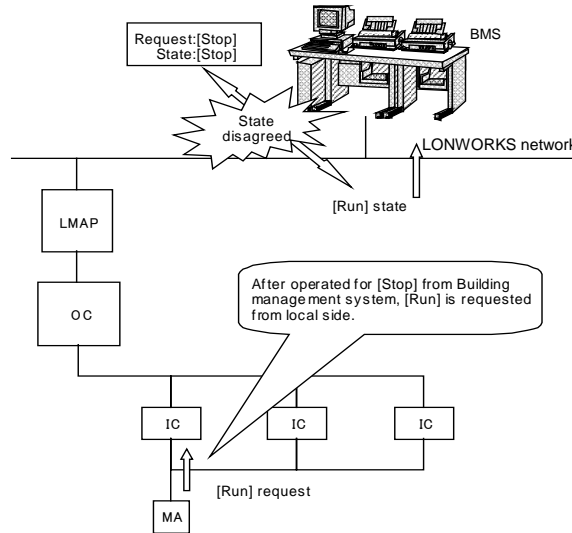 Request:[Stop]
State:[Stop]
BMS
State
disagreed
LONWORKS network
[Run] state
LMAP
After operated for [Stop] from Building
management system, [Run] is requested
from local side.
OC
IC
IC
IC
[Run] request
MA